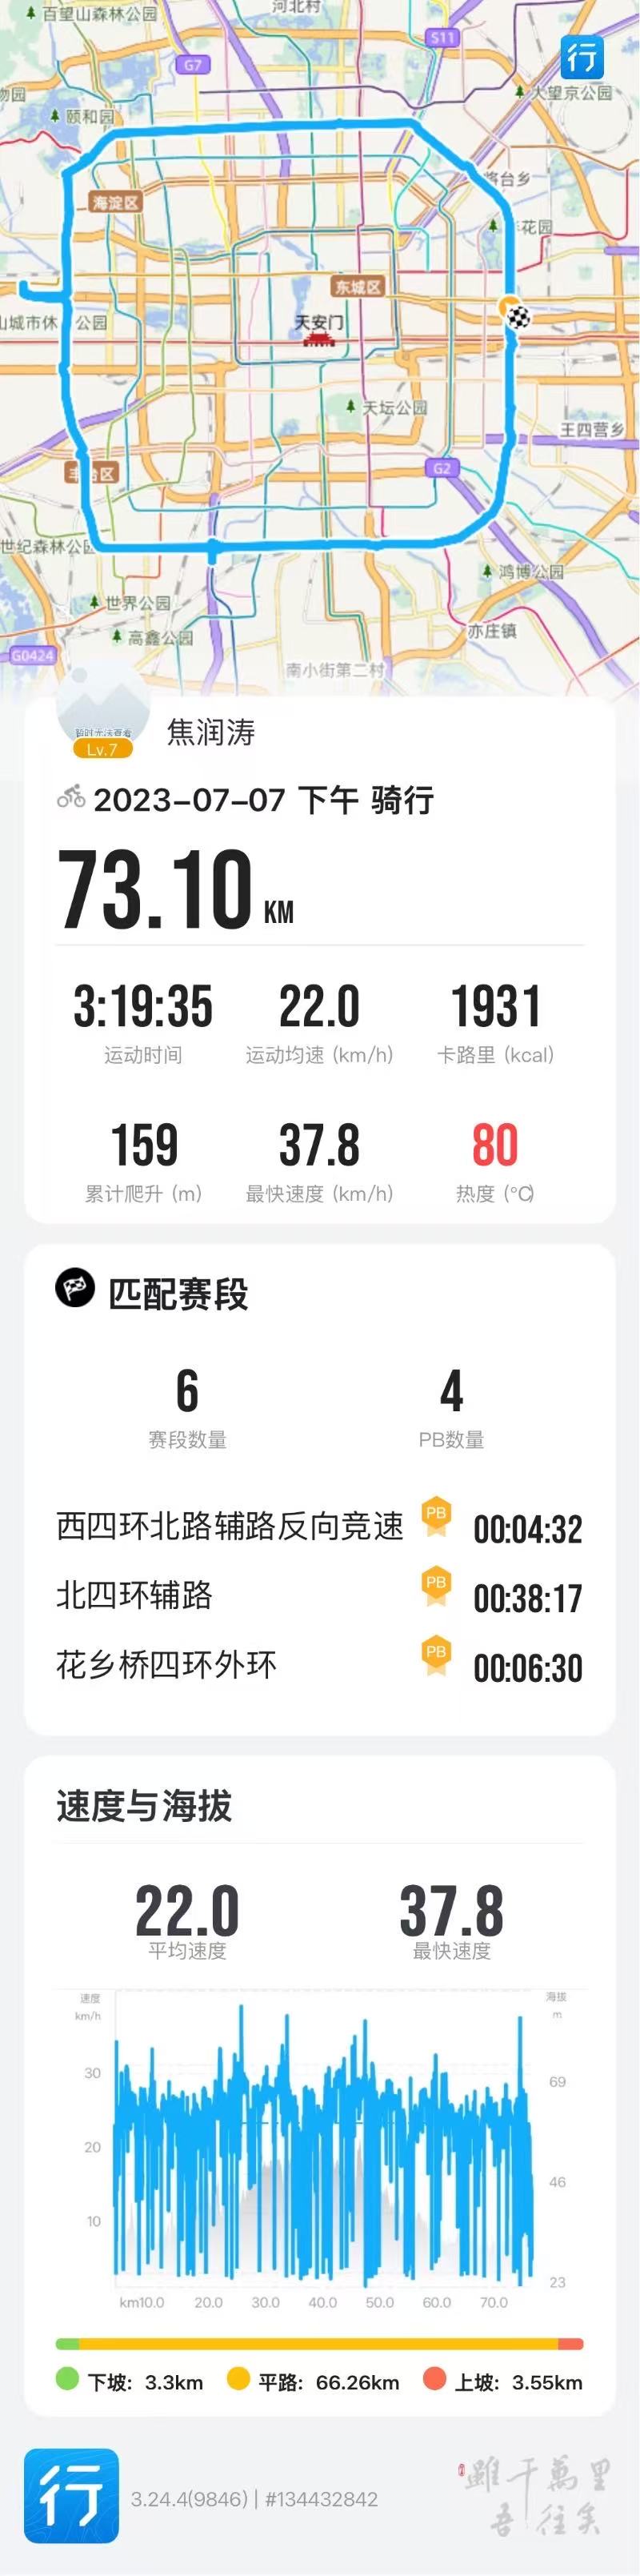 百望山森林公园
河北村
G7
S11
行
大望京公园
物园
颐和园
将台乡
海淀区
花园
东城区
天安门
山城市休
公园
天坛公园
王四营乡
G2
丰台区
世纪森林公园
鸿博公园
世界公园
亦庄镇
高鑫公园
G0424
南小街第二村
暂时无法查看
Lv.7
焦润涛
2023-07-07 下午 骑行
73.10 KM
3:19:35 22.0 1931
运动时间 运动均速 (km/h) 卡路里 (kcal)
159 37.8 80
累计爬升 (m) 最快速度 (km/h) 热度 (°C)
匹配赛段
6 4
赛段数量 PB数量
西四环北路辅路反向竞速 PB 00:04:32
北四环辅路 PB 00:38:17
花乡桥四环外环 PB 00:06:30
速度与海拔
22.0 37.8
平均速度 最快速度
速度 海拔
km/h m
30 69
20 46
10 23
km10.0 20.0 30.0 40.0 50.0 60.0 70.0
下坡: 3.3km 平路: 66.26km 上坡: 3.55km
行 3.24.4(9846) | #134432842
雖千萬里
吾往矣